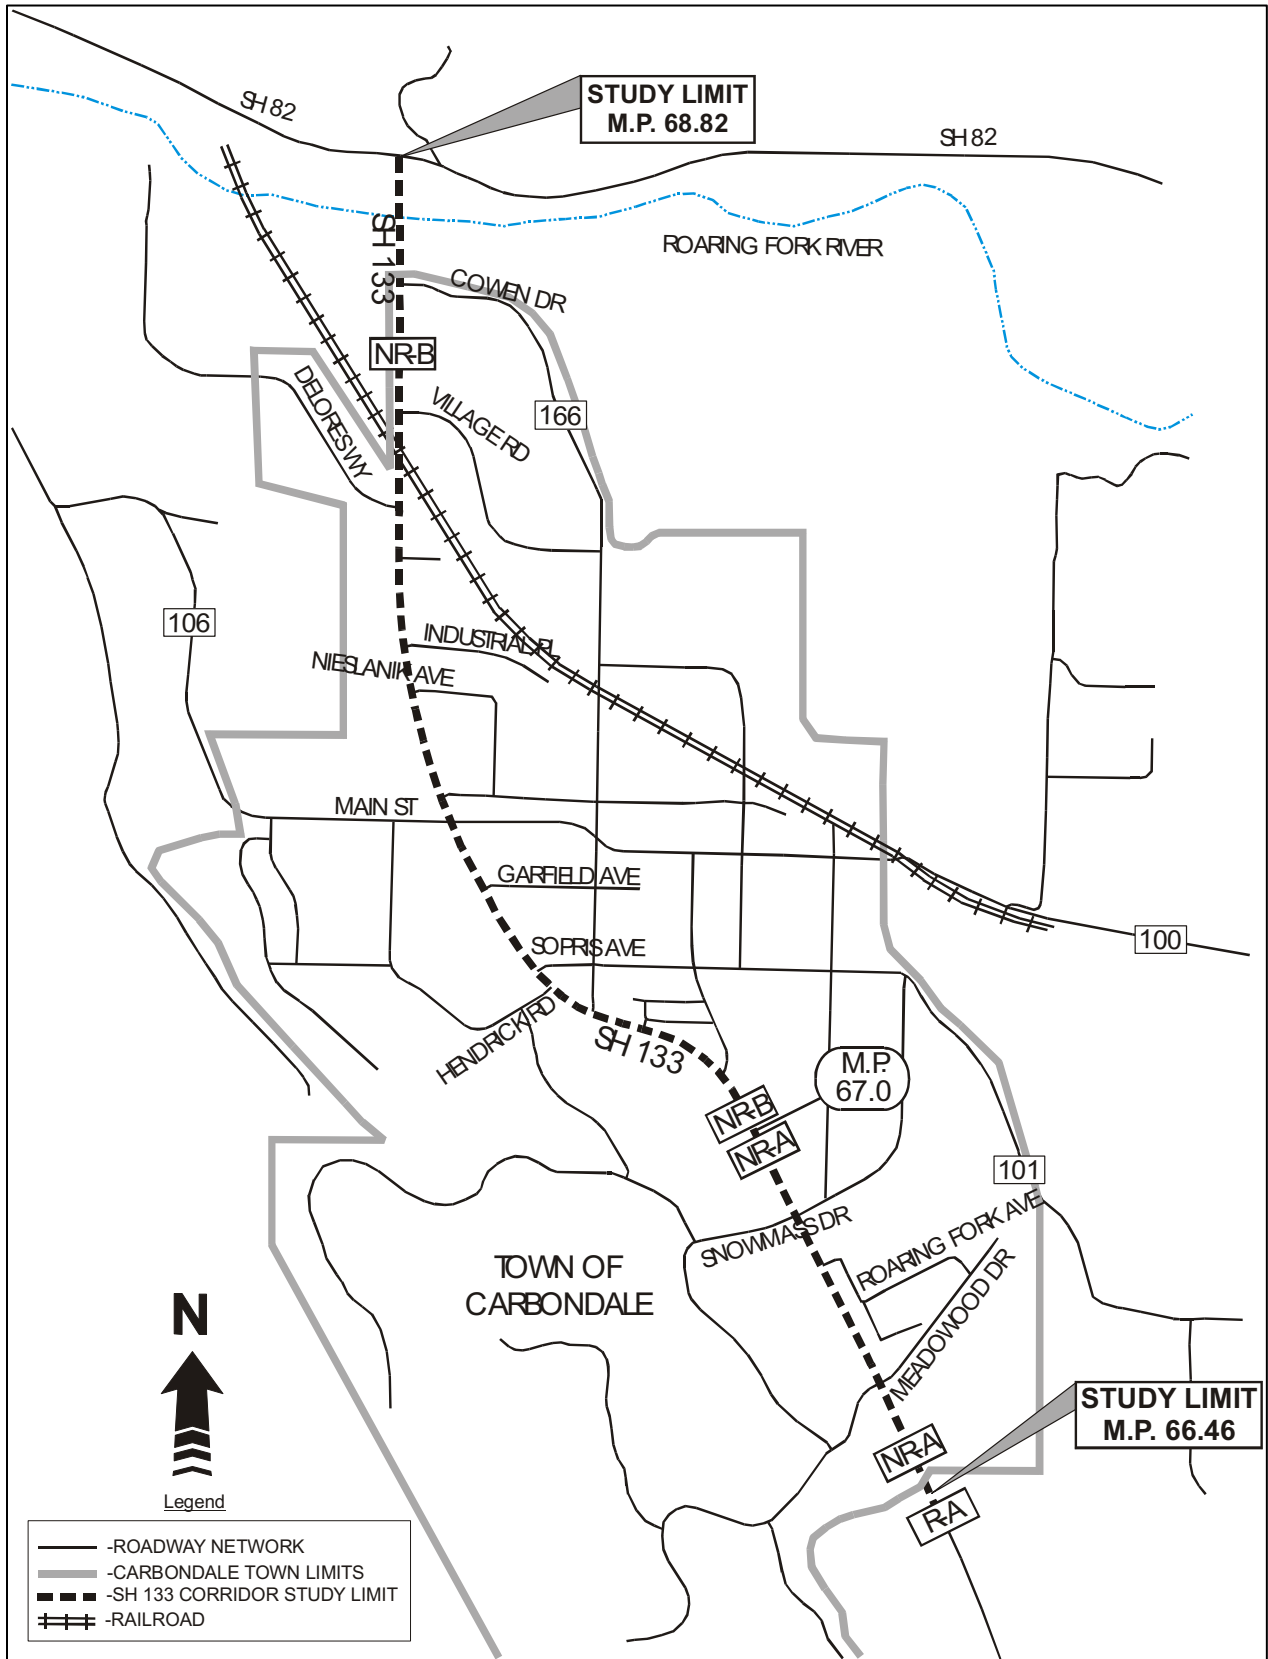 SH 82
STUDY LIMIT
M.P. 68.82
SH 82
SH 133
ROARING FORK RIVER
COWEN DR
NR-B
DELORES WY
VILLAGE RD
166
106
INDUSTRIAL PL
NIESLANIK AVE
MAIN ST
GARFIELD AVE
SOPRIS AVE
100
HENDRICK RD
SH 133
M.P.
67.0
NR-B
NR-A
101
SNOWMASS DR
ROARING FORK AVE
MEADOWOOD DR
TOWN OF
CARBONDALE
N
STUDY LIMIT
M.P. 66.46
NR-A
R-A
Legend
-ROADWAY NETWORK
-CARBONDALE TOWN LIMITS
-SH 133 CORRIDOR STUDY LIMIT
-RAILROAD